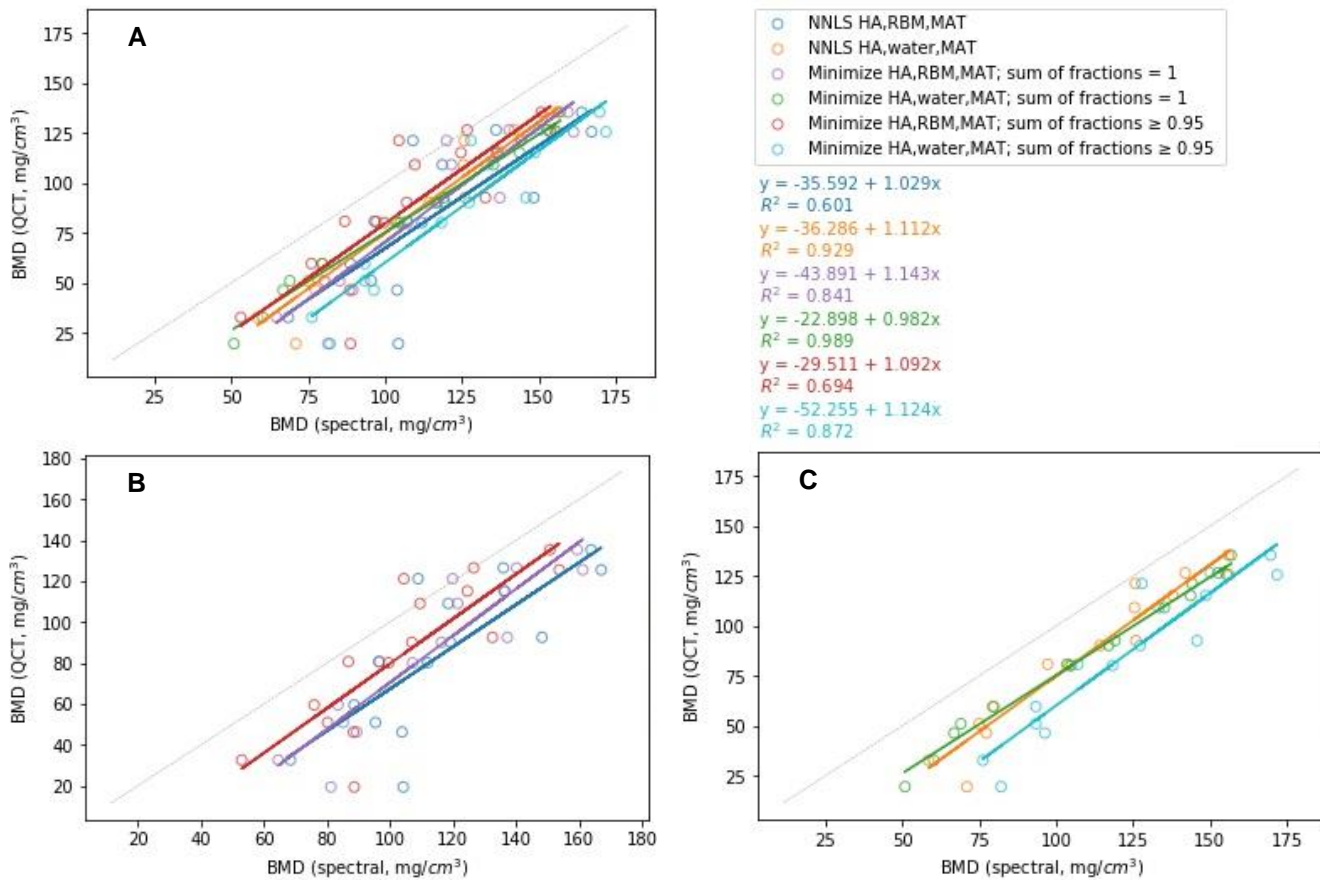 A
175
150
125
100
75
50
25
BMD (QCT, mg/cm³)
25 50 75 100 125 150 175
BMD (spectral, mg/cm³)
NNLS HA,RBM,MAT
NNLS HA,water,MAT
Minimize HA,RBM,MAT; sum of fractions = 1
Minimize HA,water,MAT; sum of fractions = 1
Minimize HA,RBM,MAT; sum of fractions ≥ 0.95
Minimize HA,water,MAT; sum of fractions ≥ 0.95
y = -35.592 + 1.029x
R² = 0.601
y = -36.286 + 1.112x
R² = 0.929
y = -43.891 + 1.143x
R² = 0.841
y = -22.898 + 0.982x
R² = 0.989
y = -29.511 + 1.092x
R² = 0.694
y = -52.255 + 1.124x
R² = 0.872
B
180
160
140
120
100
80
60
40
20
BMD (QCT, mg/cm³)
20 40 60 80 100 120 140 160 180
BMD (spectral, mg/cm³)
C
175
150
125
100
75
50
25
BMD (QCT, mg/cm³)
25 50 75 100 125 150 175
BMD (spectral, mg/cm³)